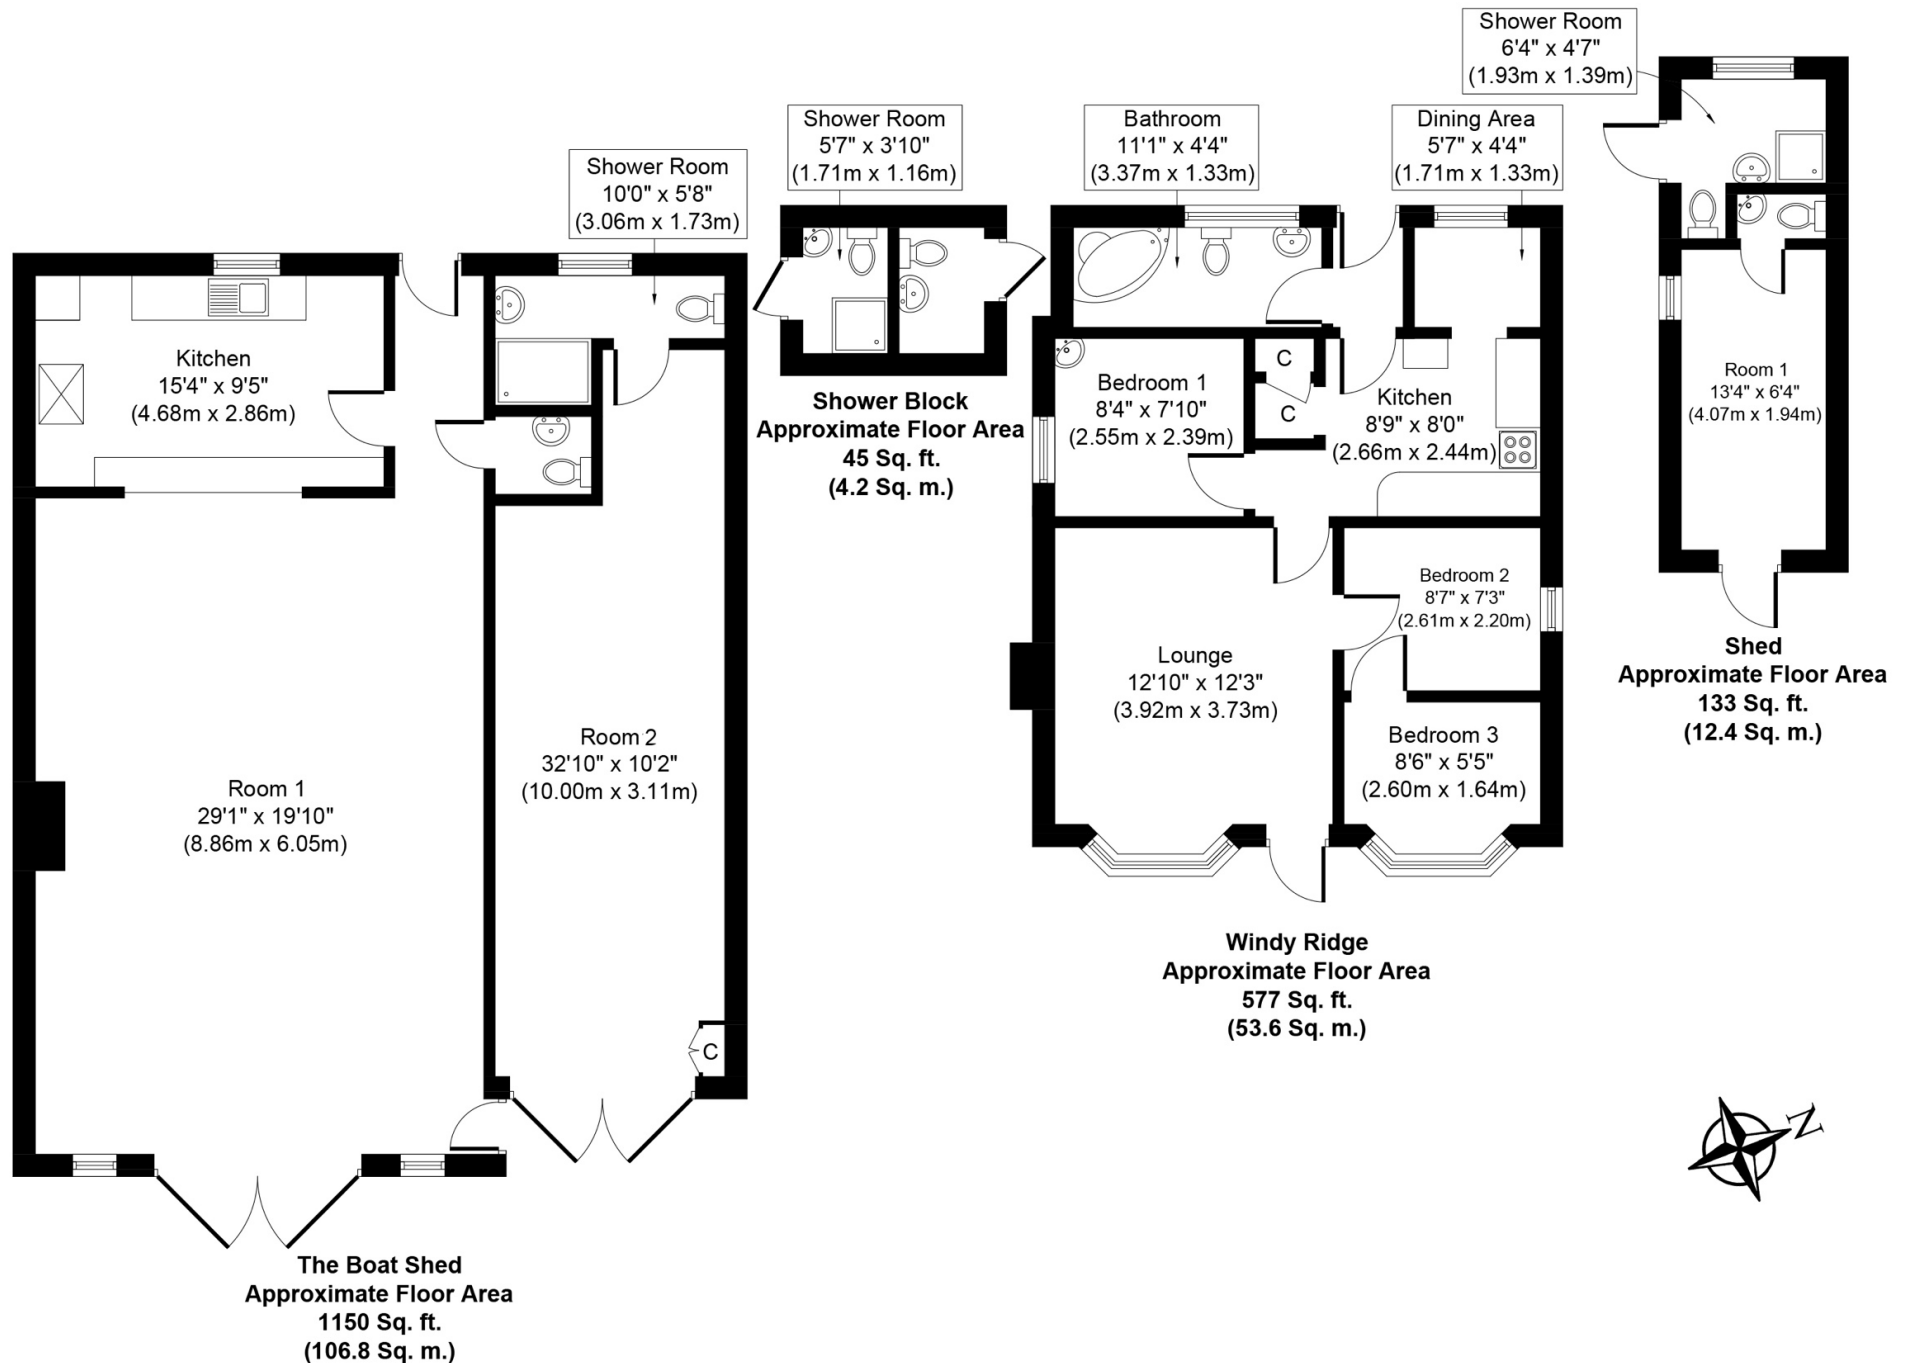 Shower Room
6'4" x 4'7"
(1.93m x 1.39m)
Shower Room
5'7" x 3'10"
(1.71m x 1.16m)
Bathroom
11'1" x 4'4"
(3.37m x 1.33m)
Dining Area
5'7" x 4'4"
(1.71m x 1.33m)
Shower Room
10'0" x 5'8"
(3.06m x 1.73m)
Kitchen
15'4" x 9'5"
(4.68m x 2.86m)
Room 1
29'1" x 19'10"
(8.86m x 6.05m)
Room 2
32'10" x 10'2"
(10.00m x 3.11m)
C
The Boat Shed
Approximate Floor Area
1150 Sq. ft.
(106.8 Sq. m.)
Shower Block
Approximate Floor Area
45 Sq. ft.
(4.2 Sq. m.)
Bedroom 1
8'4" x 7'10"
(2.55m x 2.39m)
C
C
Kitchen
8'9" x 8'0"
(2.66m x 2.44m)
Lounge
12'10" x 12'3"
(3.92m x 3.73m)
Bedroom 2
8'7" x 7'3"
(2.61m x 2.20m)
Bedroom 3
8'6" x 5'5"
(2.60m x 1.64m)
Windy Ridge
Approximate Floor Area
577 Sq. ft.
(53.6 Sq. m.)
Room 1
13'4" x 6'4"
(4.07m x 1.94m)
Shed
Approximate Floor Area
133 Sq. ft.
(12.4 Sq. m.)
N